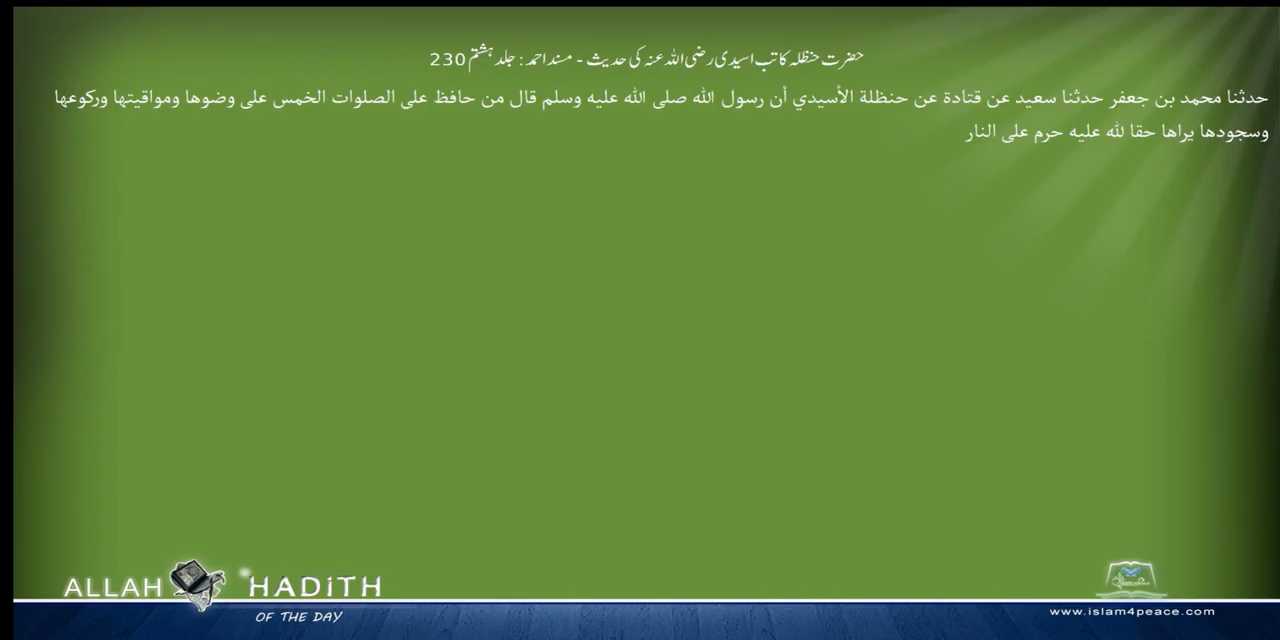 حضرت حنظلہ کاتب اسیدی رضی اللہ عنہ کی حدیث - مسند احمد : جلد ہشتم 230
حدثنا محمد بن جعفر حدثنا سعيد عن قتادة عن حنظلة الأسيدي أن رسول الله صلى الله عليه وسلم قال من حافظ على الصلوات الخمس على وضوها ومواقيتها وركوعها
وسجودها يراها حقا لله عليه حرم على النار
ALLAH HADITH
OF THE DAY
www.islam4peace.com